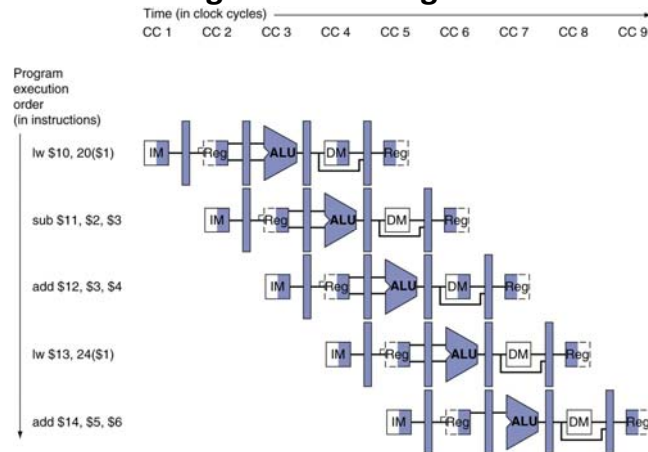 Time (in clock cycles)
CC 1 CC 2 CC 3 CC 4 CC 5 CC 6 CC 7 CC 8 CC 9
Program
execution
order
(in instructions)
lw $10, 20($1) IM Reg ALU DM Reg
sub $11, $2, $3 IM Reg ALU DM Reg
add $12, $3, $4 IM Reg ALU DM Reg
lw $13, 24($1) IM Reg ALU DM Reg
add $14, $5, $6 IM Reg ALU DM Reg